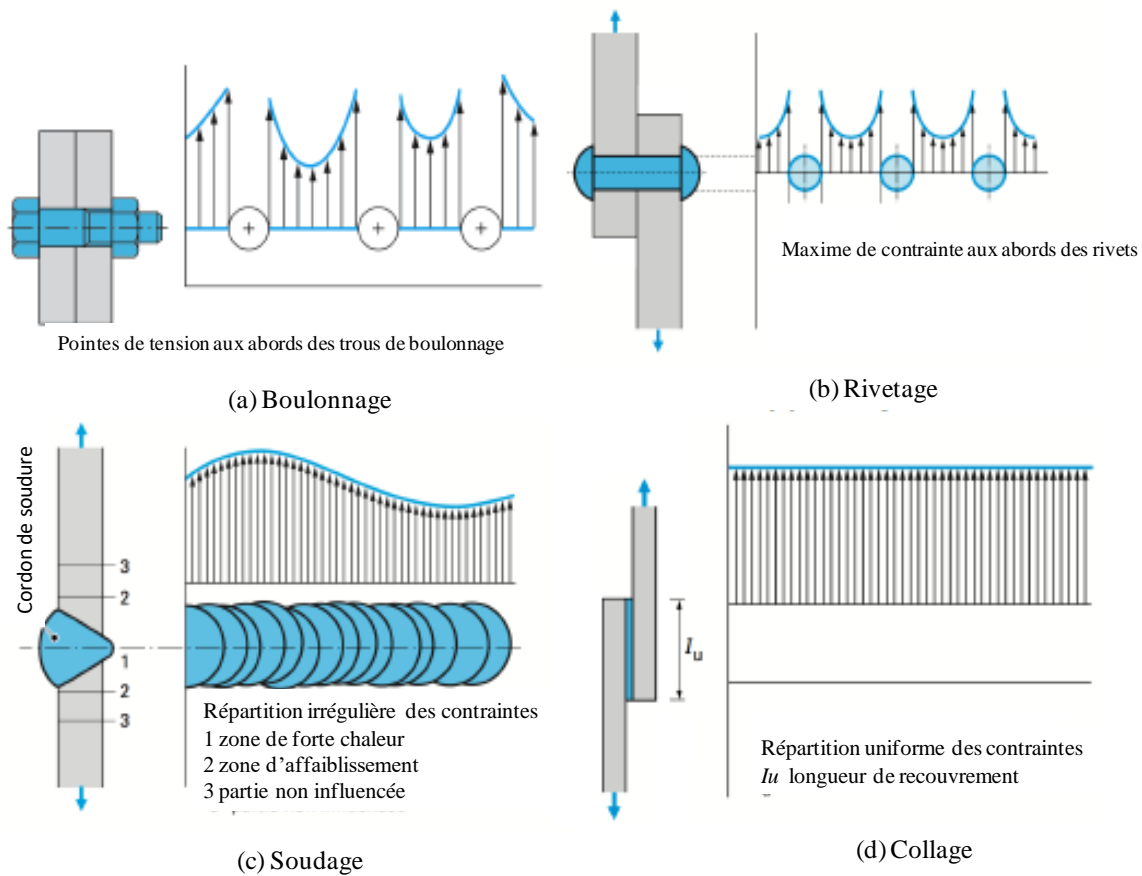 Pointes de tension aux abords des trous de boulonnage
(a) Boulonnage
Maxime de contrainte aux abords des rivets
(b) Rivetage
Cordon de soudure
3
2
1
2
3
Répartition irrégulière des contraintes
1 zone de forte chaleur
2 zone d'affaiblissement
3 partie non influencée
(c) Soudage
lu
Répartition uniforme des contraintes
Iu longueur de recouvrement
(d) Collage